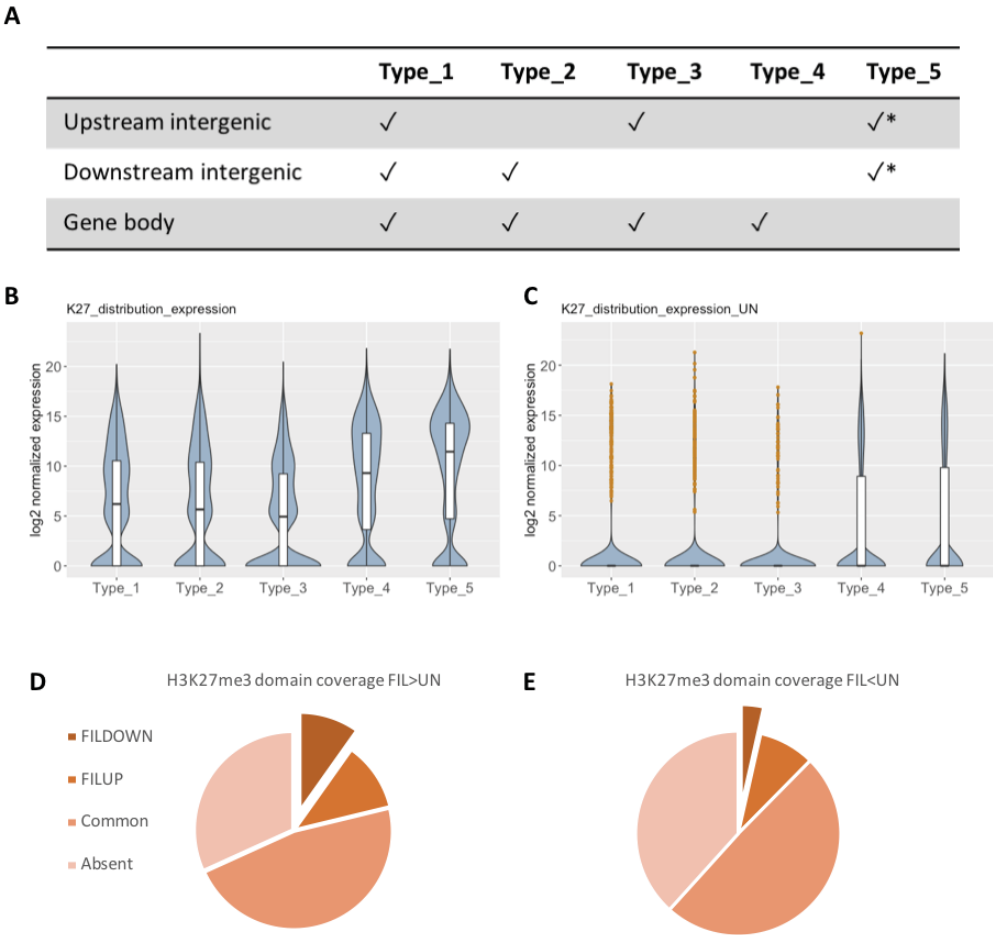 A
Type_1 Type_2 Type_3 Type_4 Type_5
Upstream intergenic ✓ ✓ ✓*
Downstream intergenic ✓ ✓ ✓*
Gene body ✓ ✓ ✓ ✓
B
K27_distribution_expression
log2 normalized expression
20
15
10
5
0
Type_1 Type_2 Type_3 Type_4 Type_5
C
K27_distribution_expression_UN
log2 normalized expression
20
15
10
5
0
Type_1 Type_2 Type_3 Type_4 Type_5
D
H3K27me3 domain coverage FIL>UN
FILDOWN
FILUP
Common
Absent
E
H3K27me3 domain coverage FIL<UN